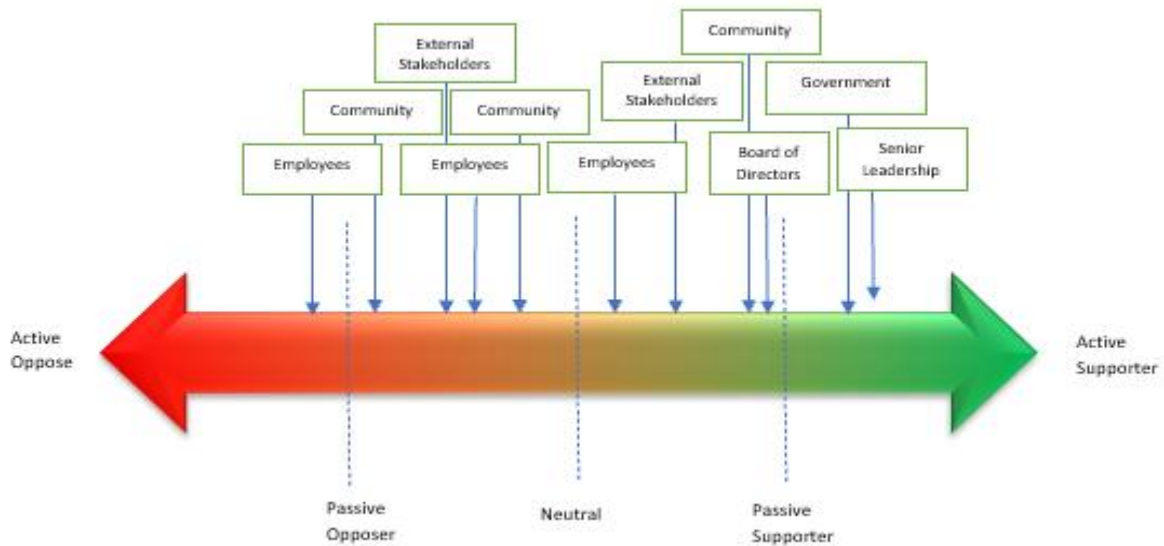 Community
External
Stakeholders
External
Stakeholders
Government
Community
Community
Employees
Employees
Employees
Board of
Directors
Senior
Leadership
Active
Oppose
Active
Supporter
Passive
Opposer
Neutral
Passive
Supporter